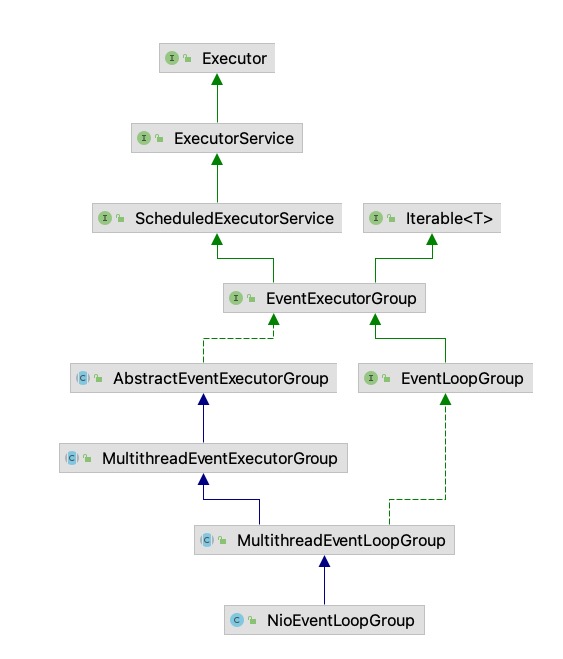 Executor
ExecutorService
ScheduledExecutorService
Iterable<T>
EventExecutorGroup
AbstractEventExecutorGroup
EventLoopGroup
MultithreadEventExecutorGroup
MultithreadEventLoopGroup
NioEventLoopGroup